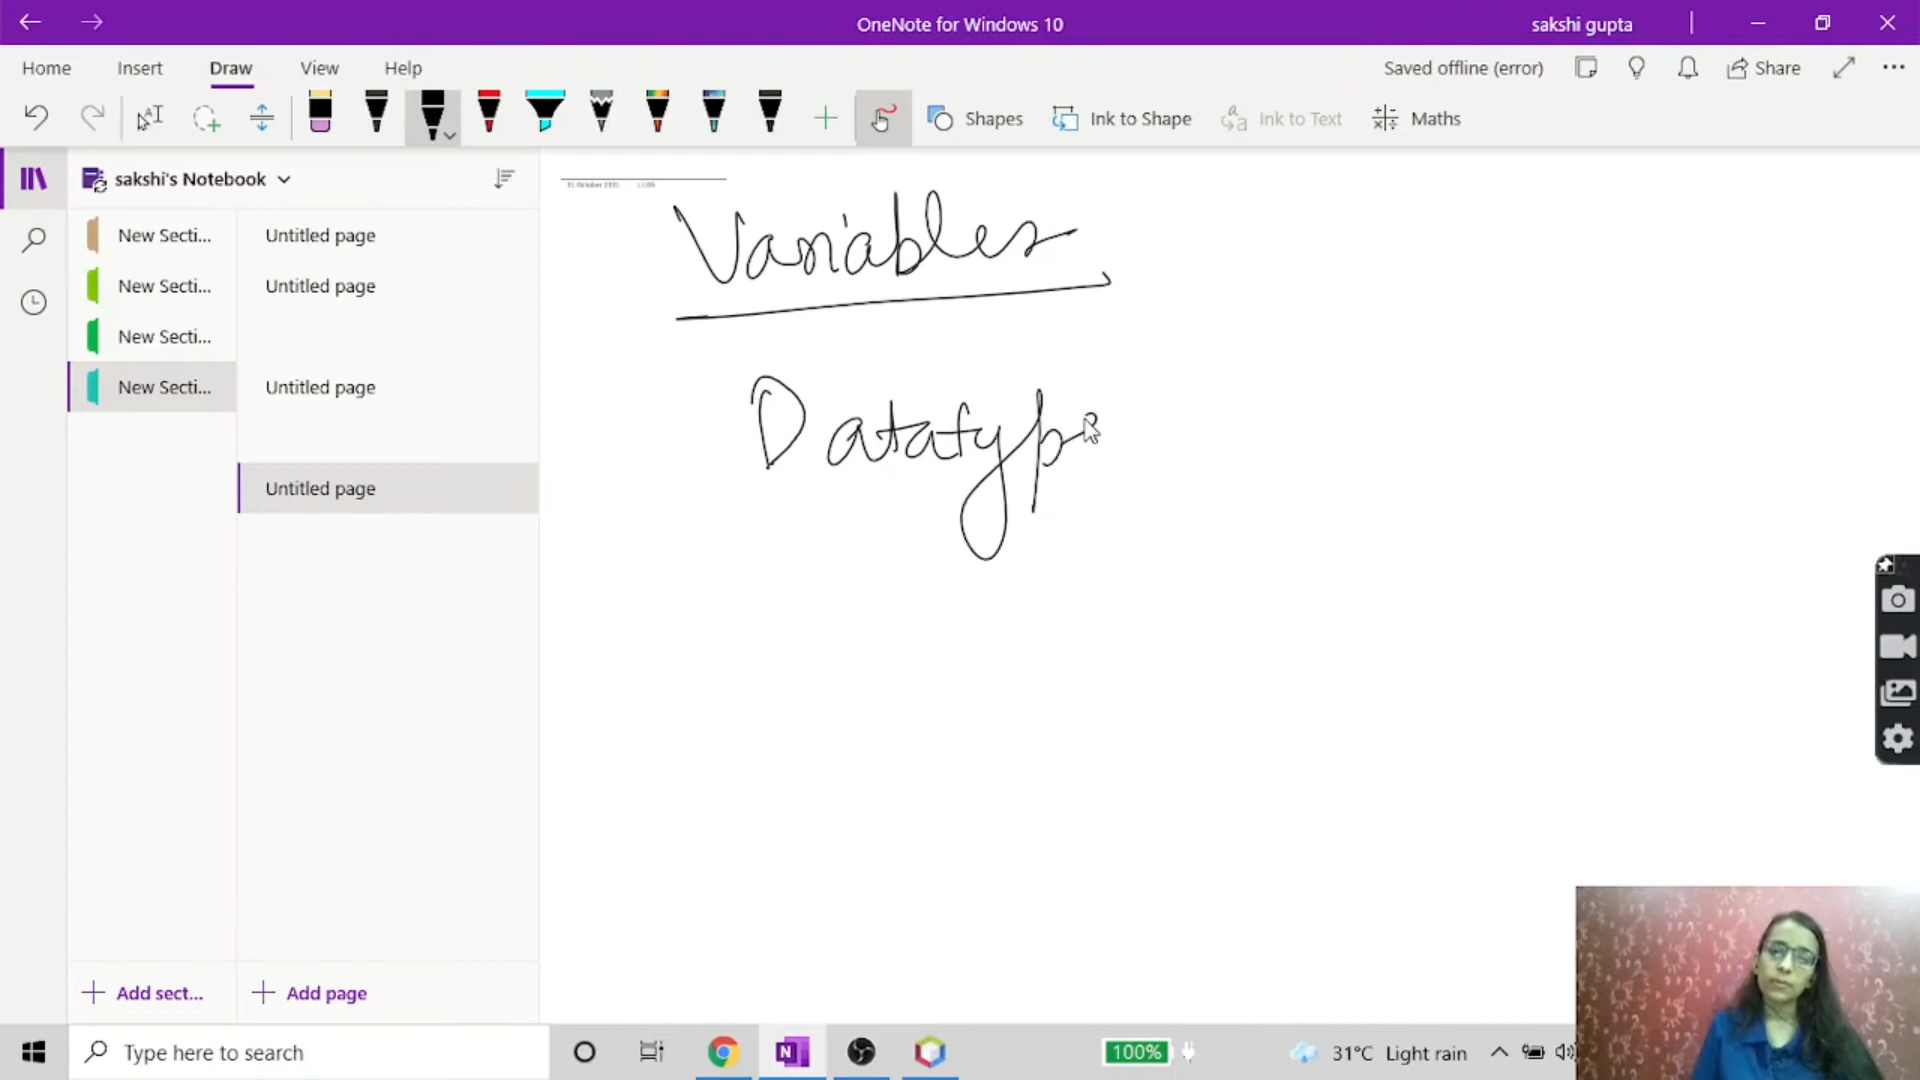 OneNote for Windows 10
sakshi gupta
Home Insert Draw View Help
Saved offline (error)
Share
Shapes
Ink to Shape
Ink to Text
Maths
sakshi's Notebook
New Secti...
New Secti...
New Secti...
New Secti...
Untitled page
Untitled page
Untitled page
Untitled page
Variables
Datatype
Add sect...
Add page
Type here to search
100%
31°C Light rain